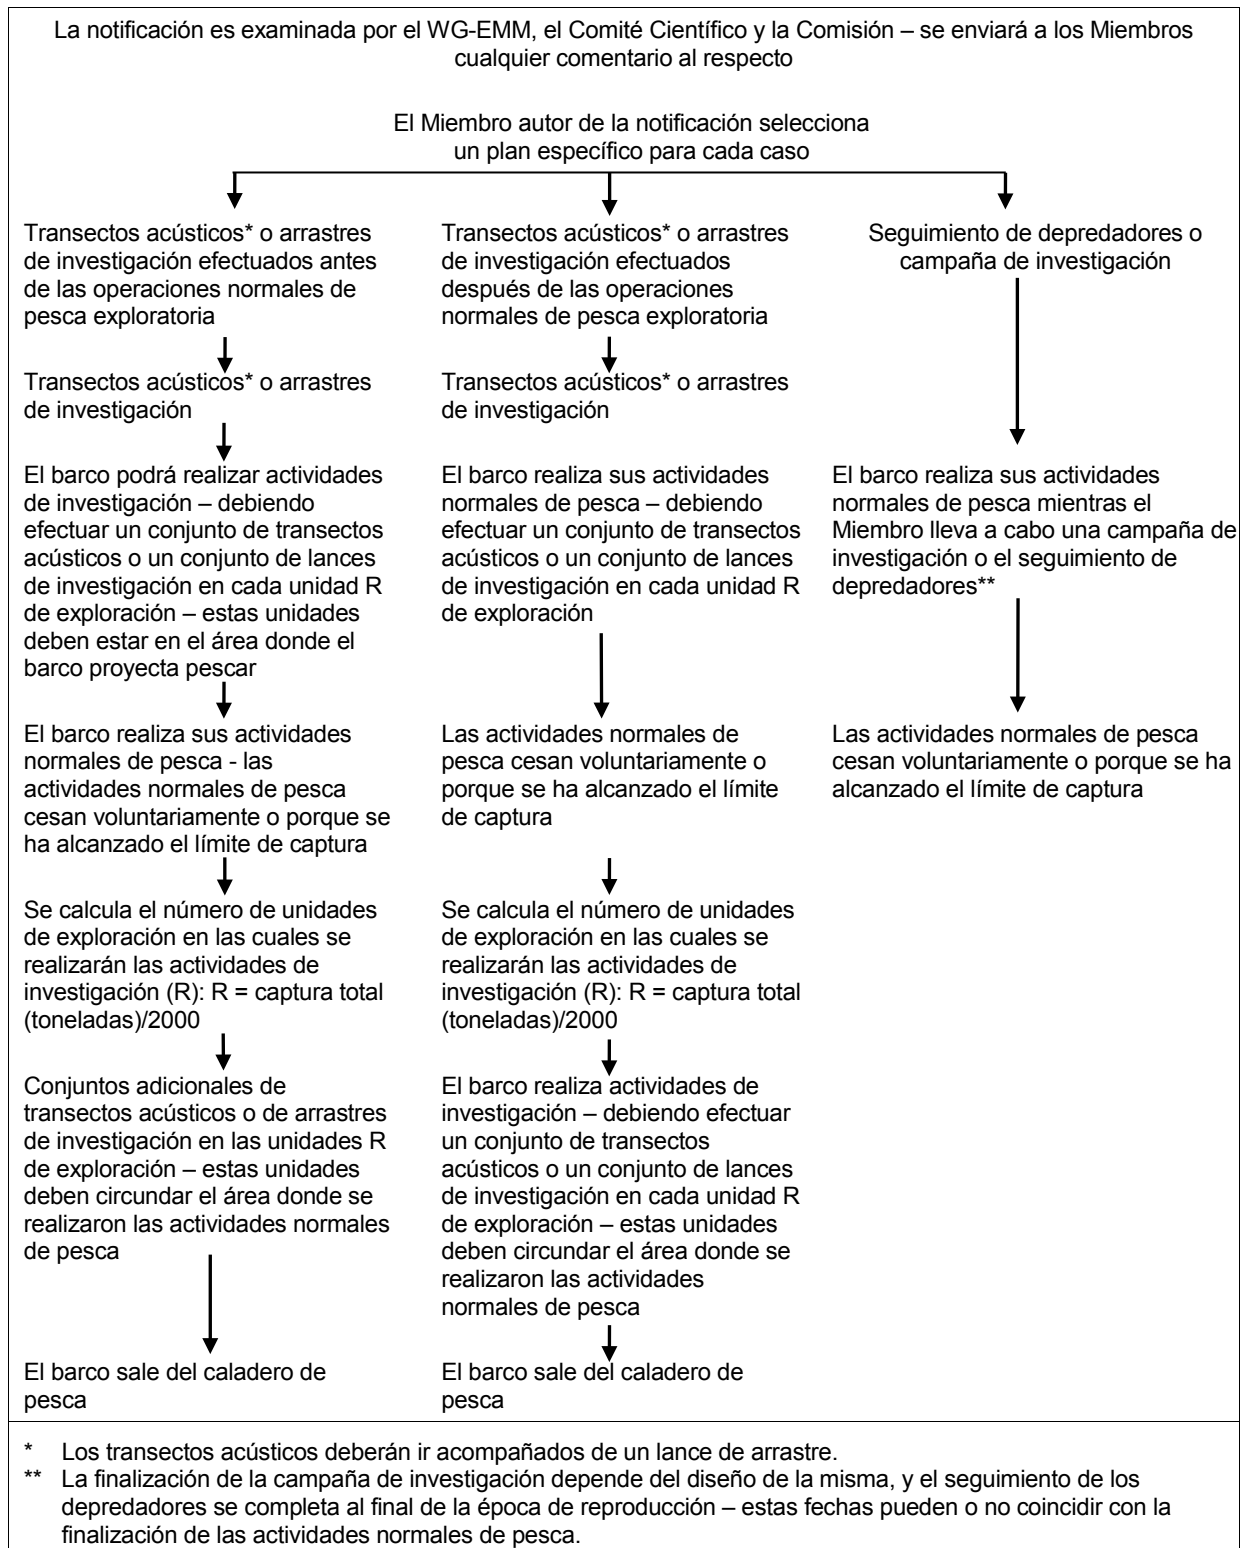 La notificación es examinada por el WG-EMM, el Comité Científico y la Comisión – se enviará a los Miembros
cualquier comentario al respecto
El Miembro autor de la notificación selecciona
un plan específico para cada caso
Transectos acústicos* o arrastres
de investigación efectuados antes
de las operaciones normales de
pesca exploratoria
Transectos acústicos* o arrastres
de investigación
El barco podrá realizar actividades
de investigación – debiendo
efectuar un conjunto de transectos
acústicos o un conjunto de lances
de investigación en cada unidad R
de exploración – estas unidades
deben estar en el área donde el
barco proyecta pescar
El barco realiza sus actividades
normales de pesca - las
actividades normales de pesca
cesan voluntariamente o porque se
ha alcanzado el límite de captura
Se calcula el número de unidades
de exploración en las cuales se
realizarán las actividades de
investigación (R): R = captura total
(toneladas)/2000
Conjuntos adicionales de
transectos acústicos o de arrastres
de investigación en las unidades R
de exploración – estas unidades
deben circundar el área donde se
realizaron las actividades normales
de pesca
El barco sale del caladero de
pesca
Transectos acústicos* o arrastres
de investigación efectuados
después de las operaciones
normales de pesca exploratoria
Transectos acústicos* o arrastres
de investigación
El barco realiza sus actividades
normales de pesca – debiendo
efectuar un conjunto de transectos
acústicos o un conjunto de lances
de investigación en cada unidad R
de exploración
Las actividades normales de
pesca cesan voluntariamente o
porque se ha alcanzado el límite
de captura
Se calcula el número de unidades
de exploración en las cuales se
realizarán las actividades de
investigación (R): R = captura total
(toneladas)/2000
El barco realiza actividades de
investigación – debiendo efectuar
un conjunto de transectos
acústicos o un conjunto de lances
de investigación en cada unidad R
de exploración – estas unidades
deben circundar el área donde se
realizaron las actividades
normales de pesca
El barco sale del caladero de
pesca
Seguimiento de depredadores o
campaña de investigación
El barco realiza sus actividades
normales de pesca mientras el
Miembro lleva a cabo una campaña de
investigación o el seguimiento de
depredadores**
Las actividades normales de pesca
cesan voluntariamente o porque se ha
alcanzado el límite de captura
* Los transectos acústicos deberán ir acompañados de un lance de arrastre.
** La finalización de la campaña de investigación depende del diseño de la misma, y el seguimiento de los
depredadores se completa al final de la época de reproducción – estas fechas pueden o no coincidir con la
finalización de las actividades normales de pesca.